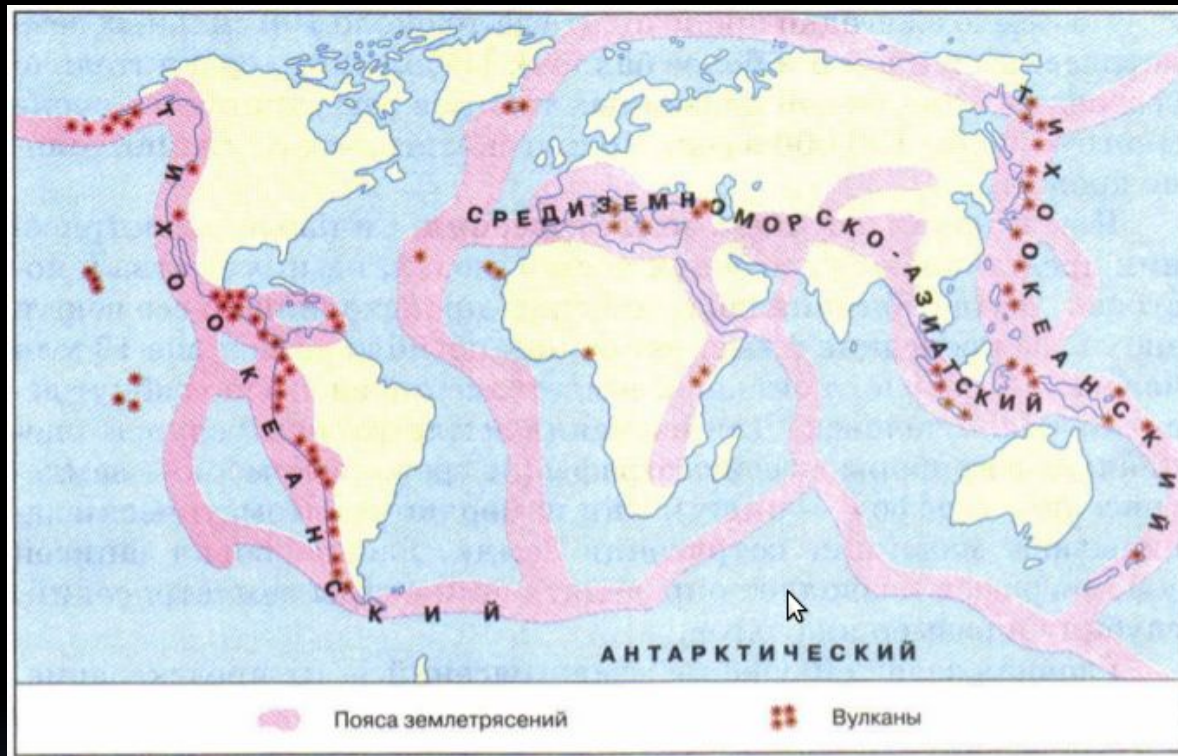 ТИХООКЕАНСКИЙ
СРЕДИЗЕМНОМОРСКО-АЗИАТСКИЙ
ТИХООКЕАНСКИЙ
АНТАРКТИЧЕСКИЙ
Пояса землетрясений
Вулканы